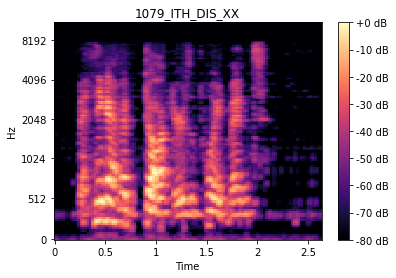 1079_ITH_DIS_XX
+0 dB
8192
-10 dB
4096
-20 dB
-30 dB
2048
-40 dB
Hz
1024
-50 dB
512
-60 dB
-70 dB
0
-80 dB
0 0.5 1 1.5 2 2.5
Time